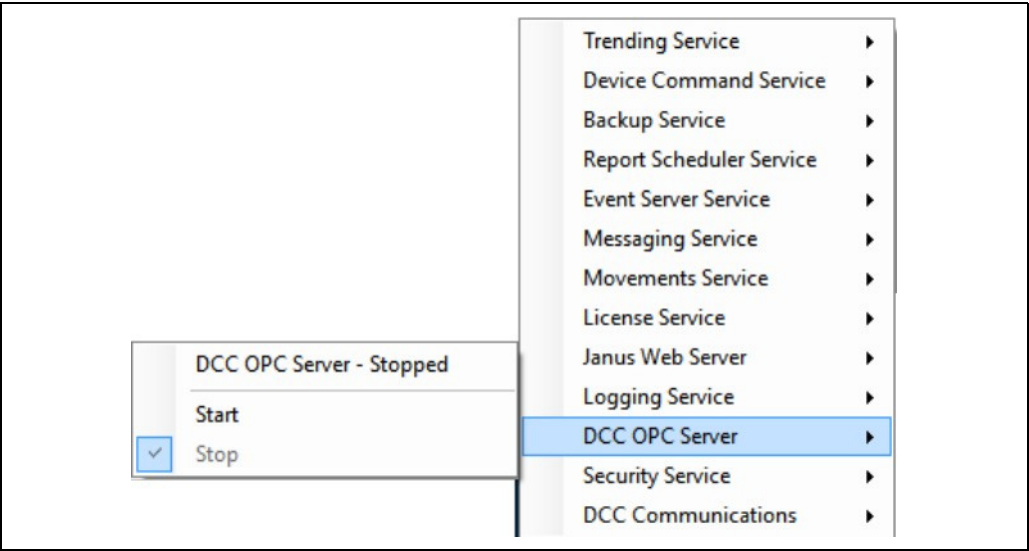 Trending Service
Device Command Service
Backup Service
Report Scheduler Service
Event Server Service
Messaging Service
Movements Service
License Service
Janus Web Server
Logging Service
DCC OPC Server
Security Service
DCC Communications
DCC OPC Server - Stopped
Start
Stop